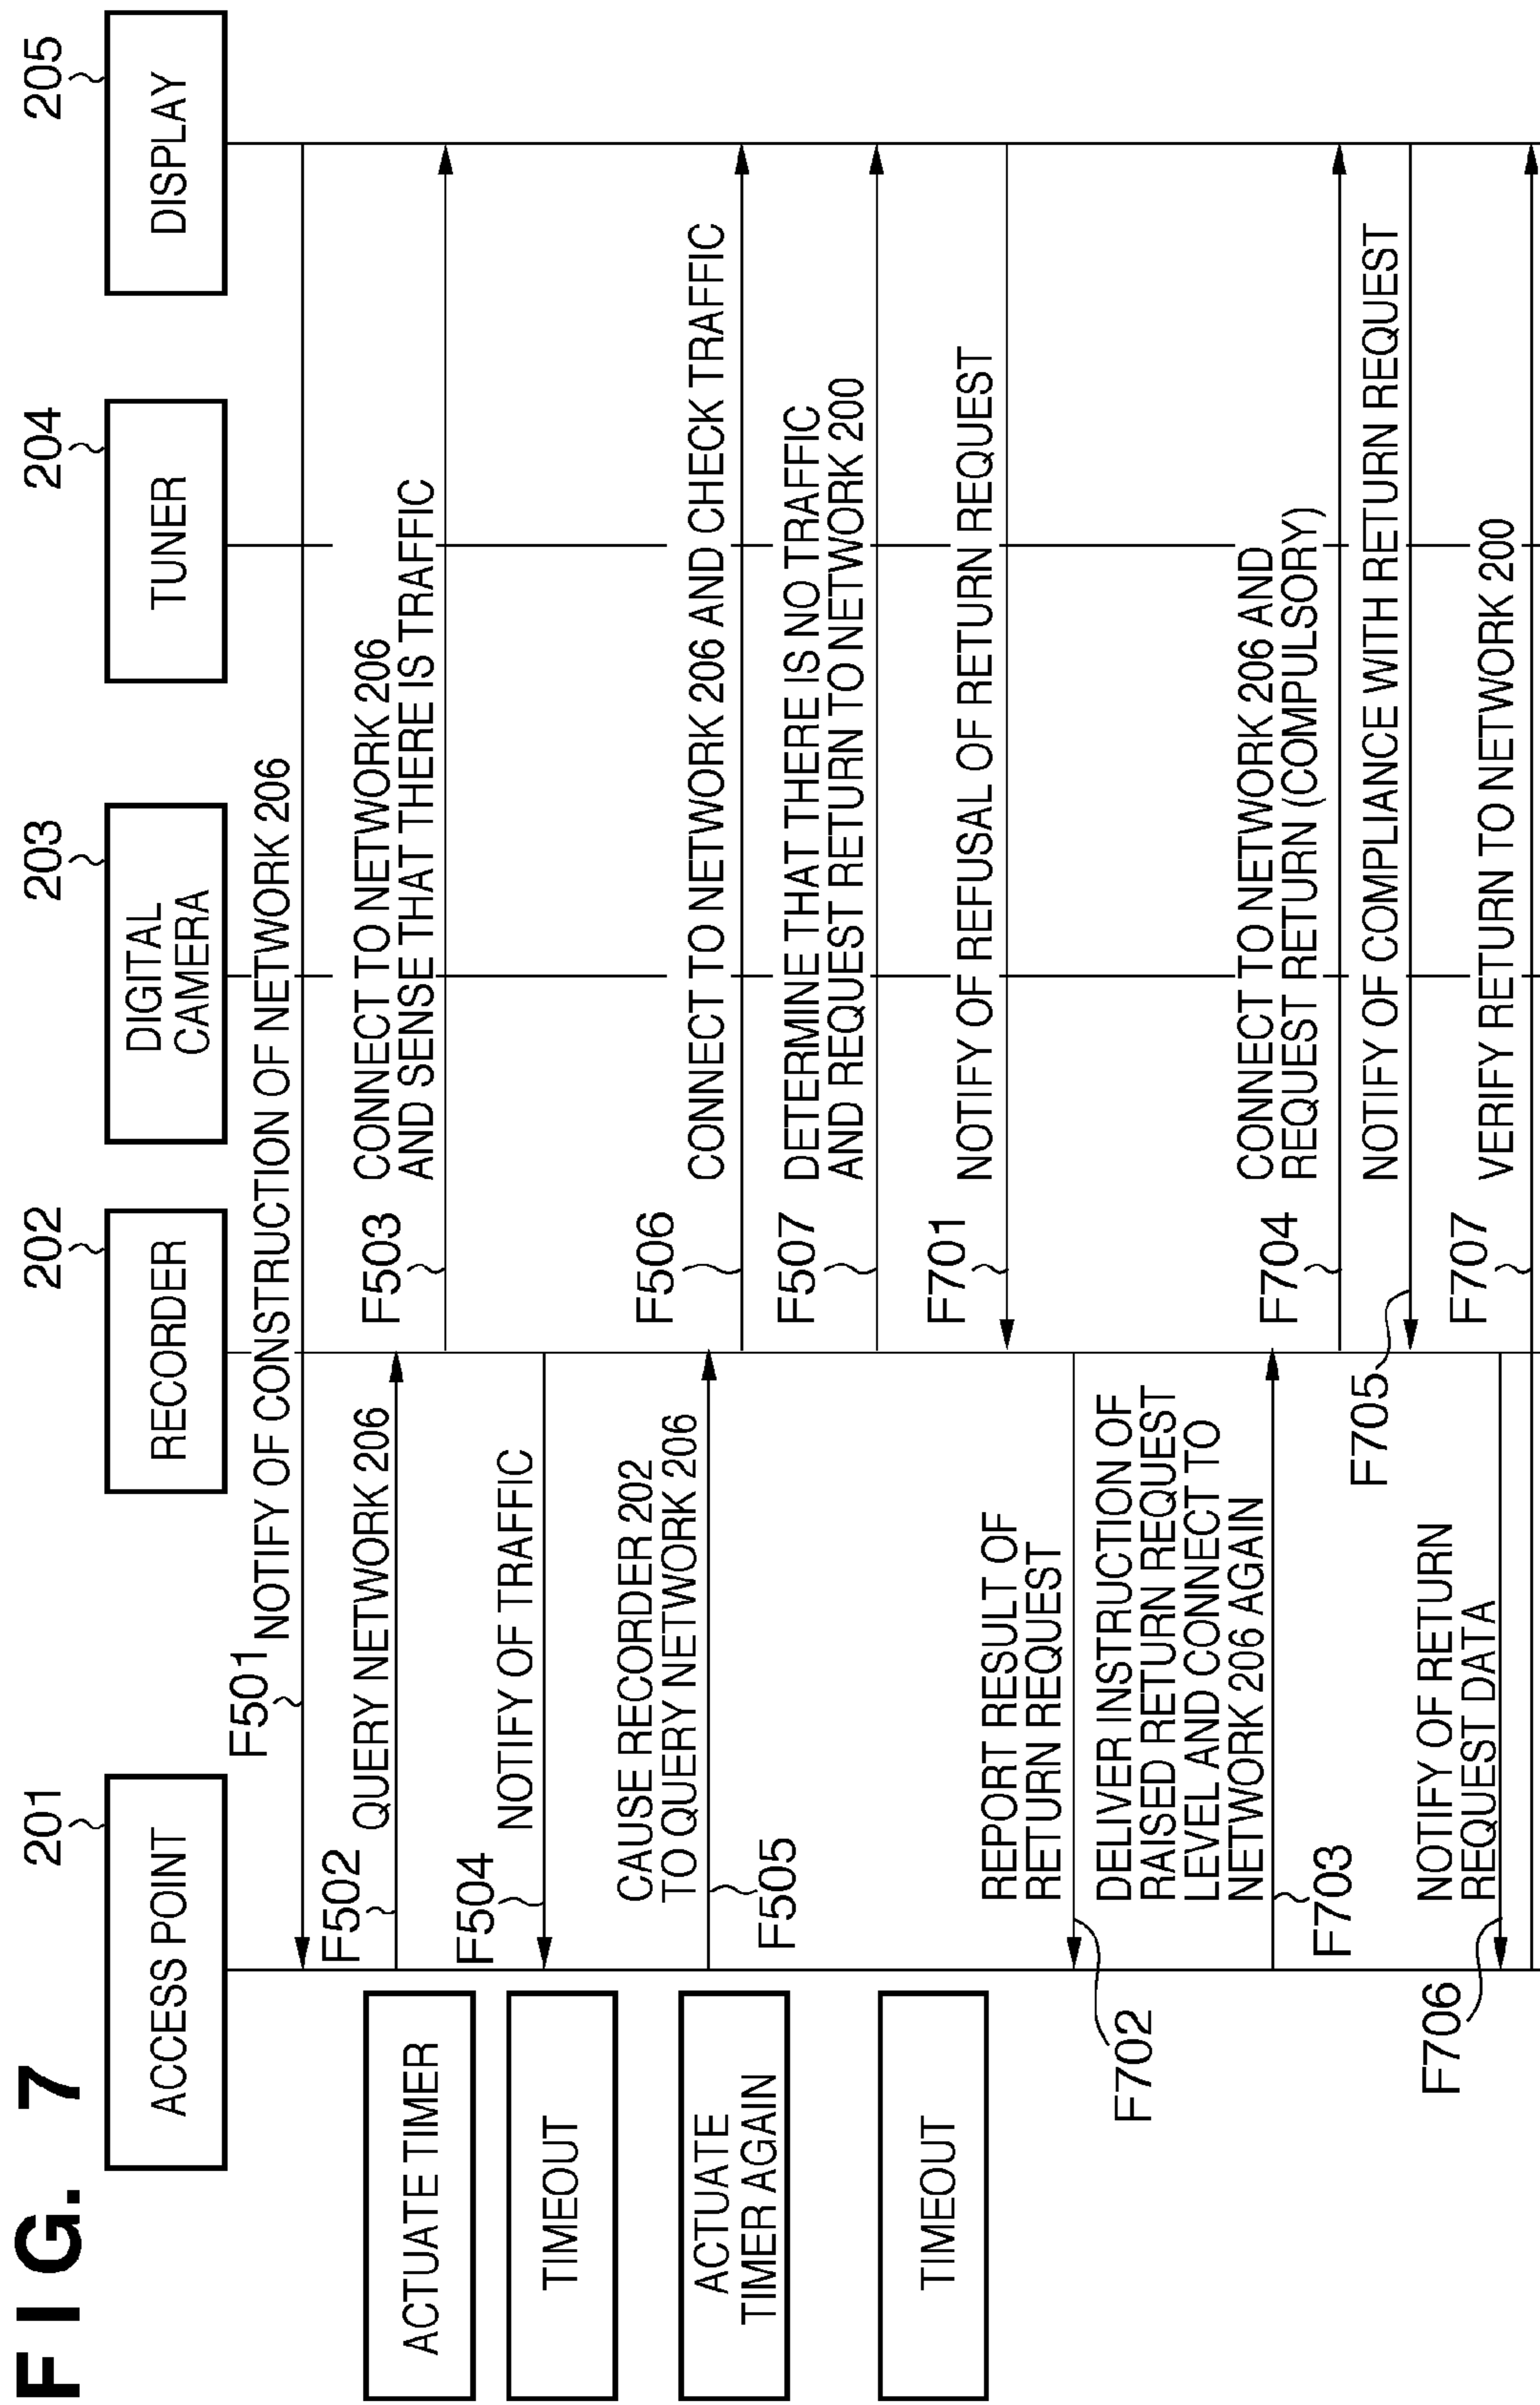 FIG. 7
201
202
203
204
205
ACCESS POINT
RECORDER
DIGITAL
CAMERA
TUNER
DISPLAY
F501
NOTIFY OF CONSTRUCTION OF NETWORK 206
ACTUATE TIMER
F502
QUERY NETWORK 206
F503
CONNECT TO NETWORK 206
AND SENSE THAT THERE IS TRAFFIC
TIMEOUT
F504
NOTIFY OF TRAFFIC
ACTUATE
TIMER AGAIN
CAUSE RECORDER 202
TO QUERY NETWORK 206
F505
F506
CONNECT TO NETWORK 206 AND CHECK TRAFFIC
F507
DETERMINE THAT THERE IS NO TRAFFIC
AND REQUEST RETURN TO NETWORK 200
TIMEOUT
F701
NOTIFY OF REFUSAL OF RETURN REQUEST
REPORT RESULT OF
RETURN REQUEST
F702
DELIVER INSTRUCTION OF
RAISED RETURN REQUEST
LEVEL AND CONNECT TO
NETWORK 206 AGAIN
F703
F704
CONNECT TO NETWORK 206 AND
REQUEST RETURN (COMPULSORY)
F705
NOTIFY OF COMPLIANCE WITH RETURN REQUEST
F706
NOTIFY OF RETURN
REQUEST DATA
F707
VERIFY RETURN TO NETWORK 200